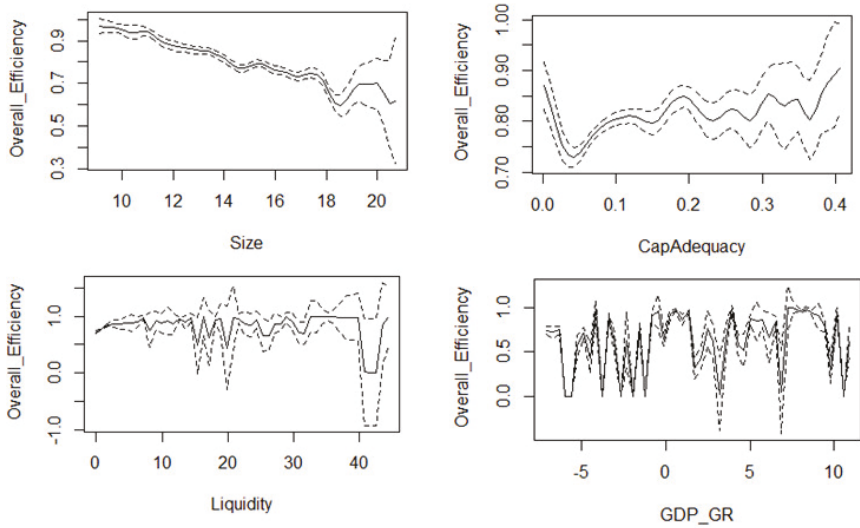 Overall_Efficiency
0.3 0.5 0.7 0.9
10 12 14 16 18 20
Size
Overall_Efficiency
0.70 0.80 0.90 1.00
0.0 0.1 0.2 0.3 0.4
CapAdequacy
Overall_Efficiency
-1.0 0.0 1.0
0 10 20 30 40
Liquidity
Overall_Efficiency
0.0 0.5 1.0
-5 0 5 10
GDP_GR